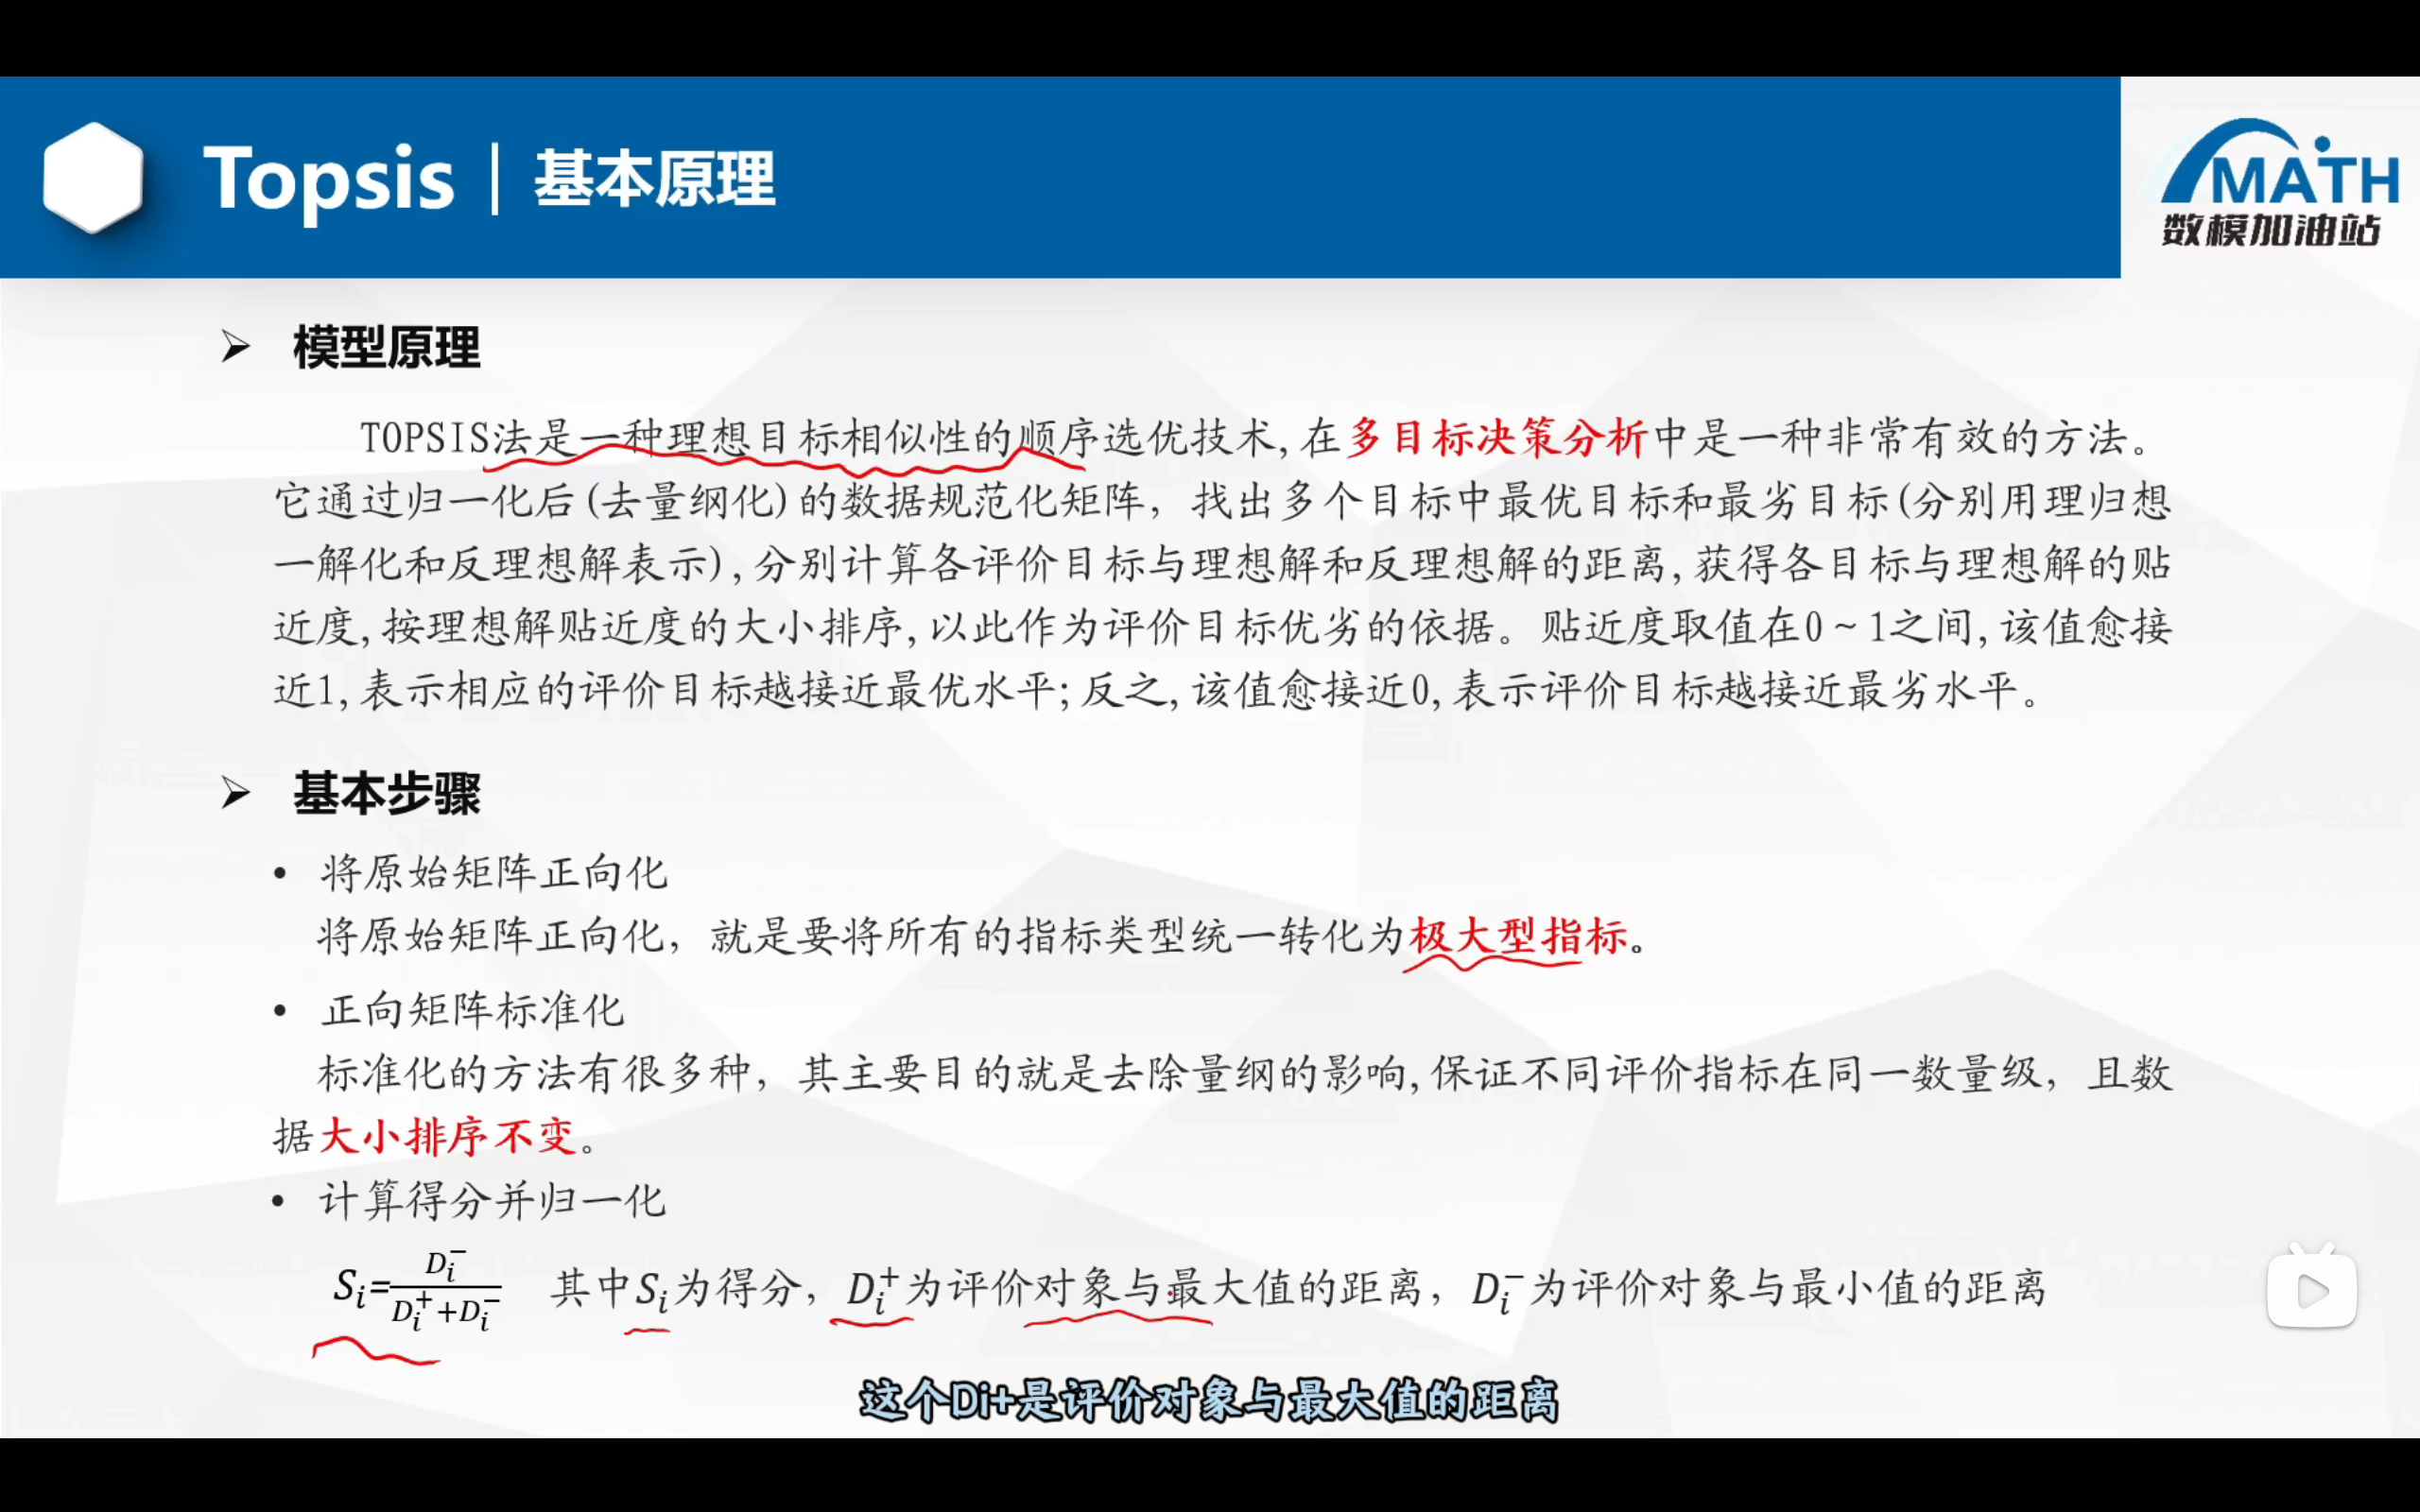 Topsis | 基本原理
MATH
数模加油站
➢ 模型原理
TOPSIS法是一种理想目标相似性的顺序选优技术,在多目标决策分析中是一种非常有效的方法。
它通过归一化后(去量纲化)的数据规范化矩阵，找出多个目标中最优目标和最劣目标(分别用理归想
一解化和反理想解表示),分别计算各评价目标与理想解和反理想解的距离,获得各目标与理想解的贴
近度,按理想解贴近度的大小排序,以此作为评价目标优劣的依据。贴近度取值在0~1之间,该值愈接
近1,表示相应的评价目标越接近最优水平;反之,该值愈接近0,表示评价目标越接近最劣水平。
➢ 基本步骤
• 将原始矩阵正向化
将原始矩阵正向化，就是要将所有的指标类型统一转化为极大型指标。
• 正向矩阵标准化
标准化的方法有很多种，其主要目的就是去除量纲的影响,保证不同评价指标在同一数量级，且数
据大小排序不变。
• 计算得分并归一化
S_i=D_i^-/(D_i^++D_i^-) 其中S_i为得分，D_i^+为评价对象与最大值的距离，D_i^-为评价对象与最小值的距离
这个Di+是评价对象与最大值的距离